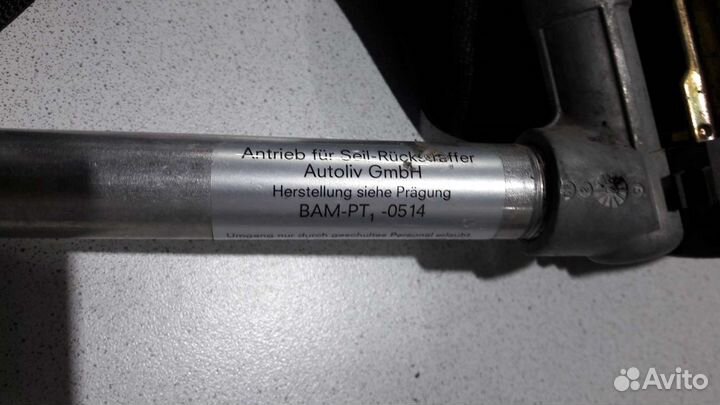 Antrieb für Seil-Rückstraffer
Autoliv GmbH
Herstellung siehe Prägung
BAM-PT₁ -0514
Umgang nur durch geschultes Personal erlaubt
Avito